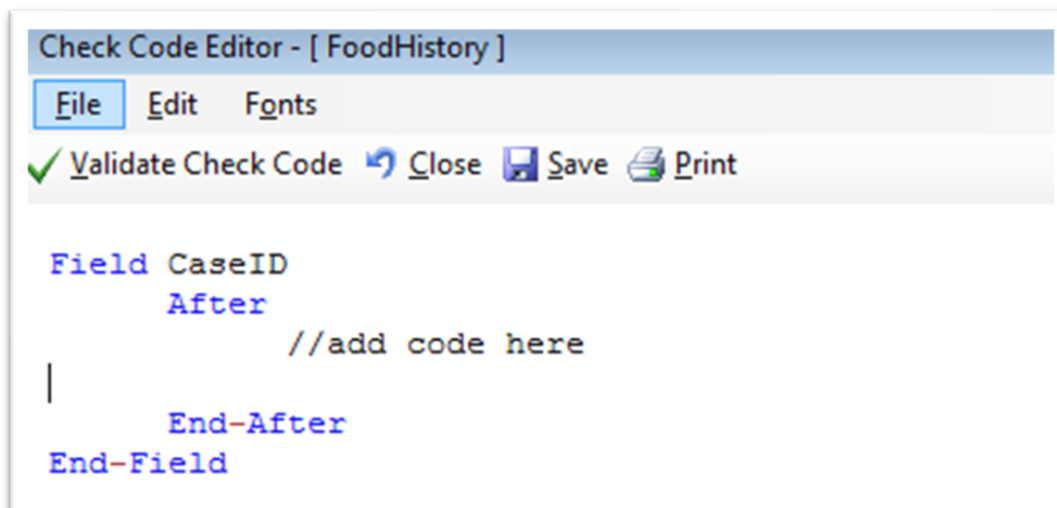 Check Code Editor - [ FoodHistory ]
File Edit Fonts
Validate Check Code Close Save Print
Field CaseID
After
//add code here
End-After
End-Field